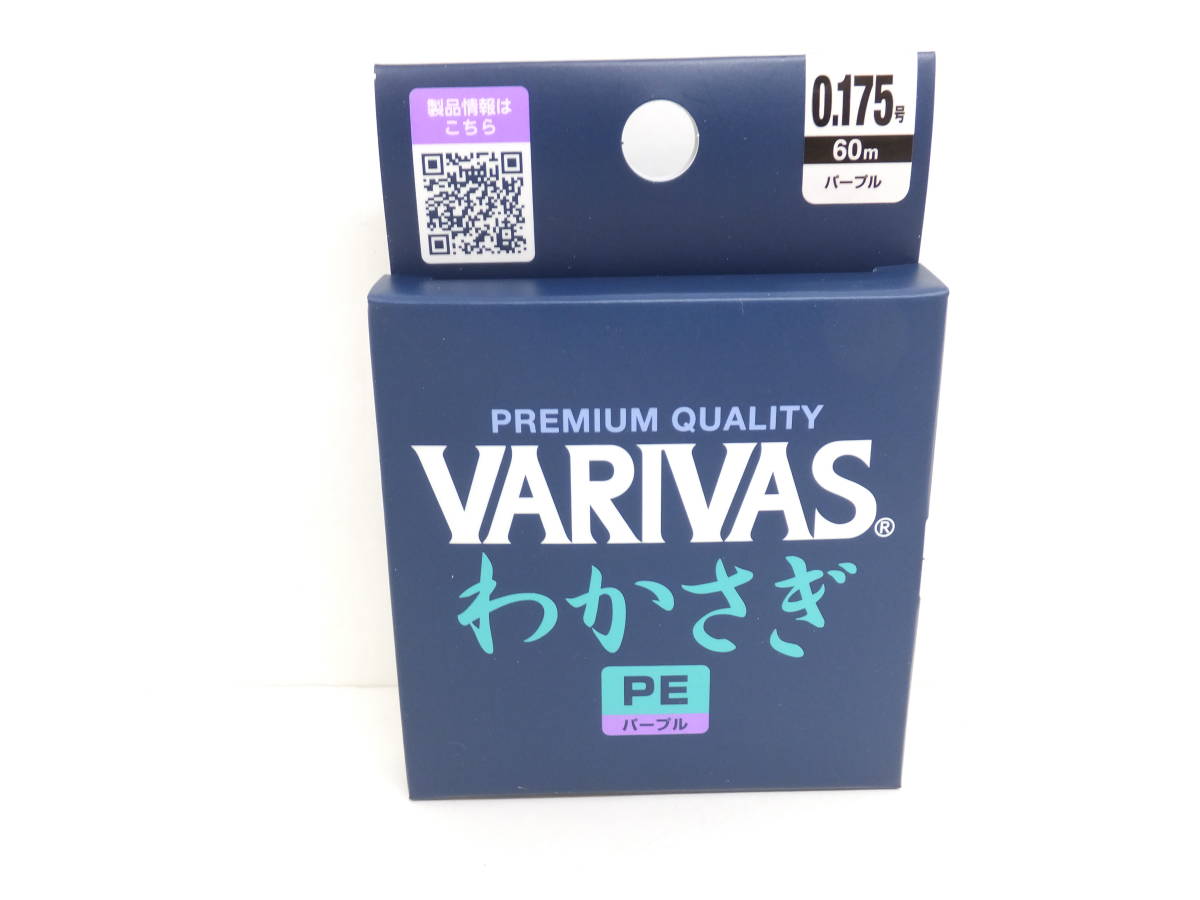 製品情報は
こちら
0.175号
60m
パープル
PREMIUM QUALITY
VARIVAS®
わかさぎ
PE
パープル